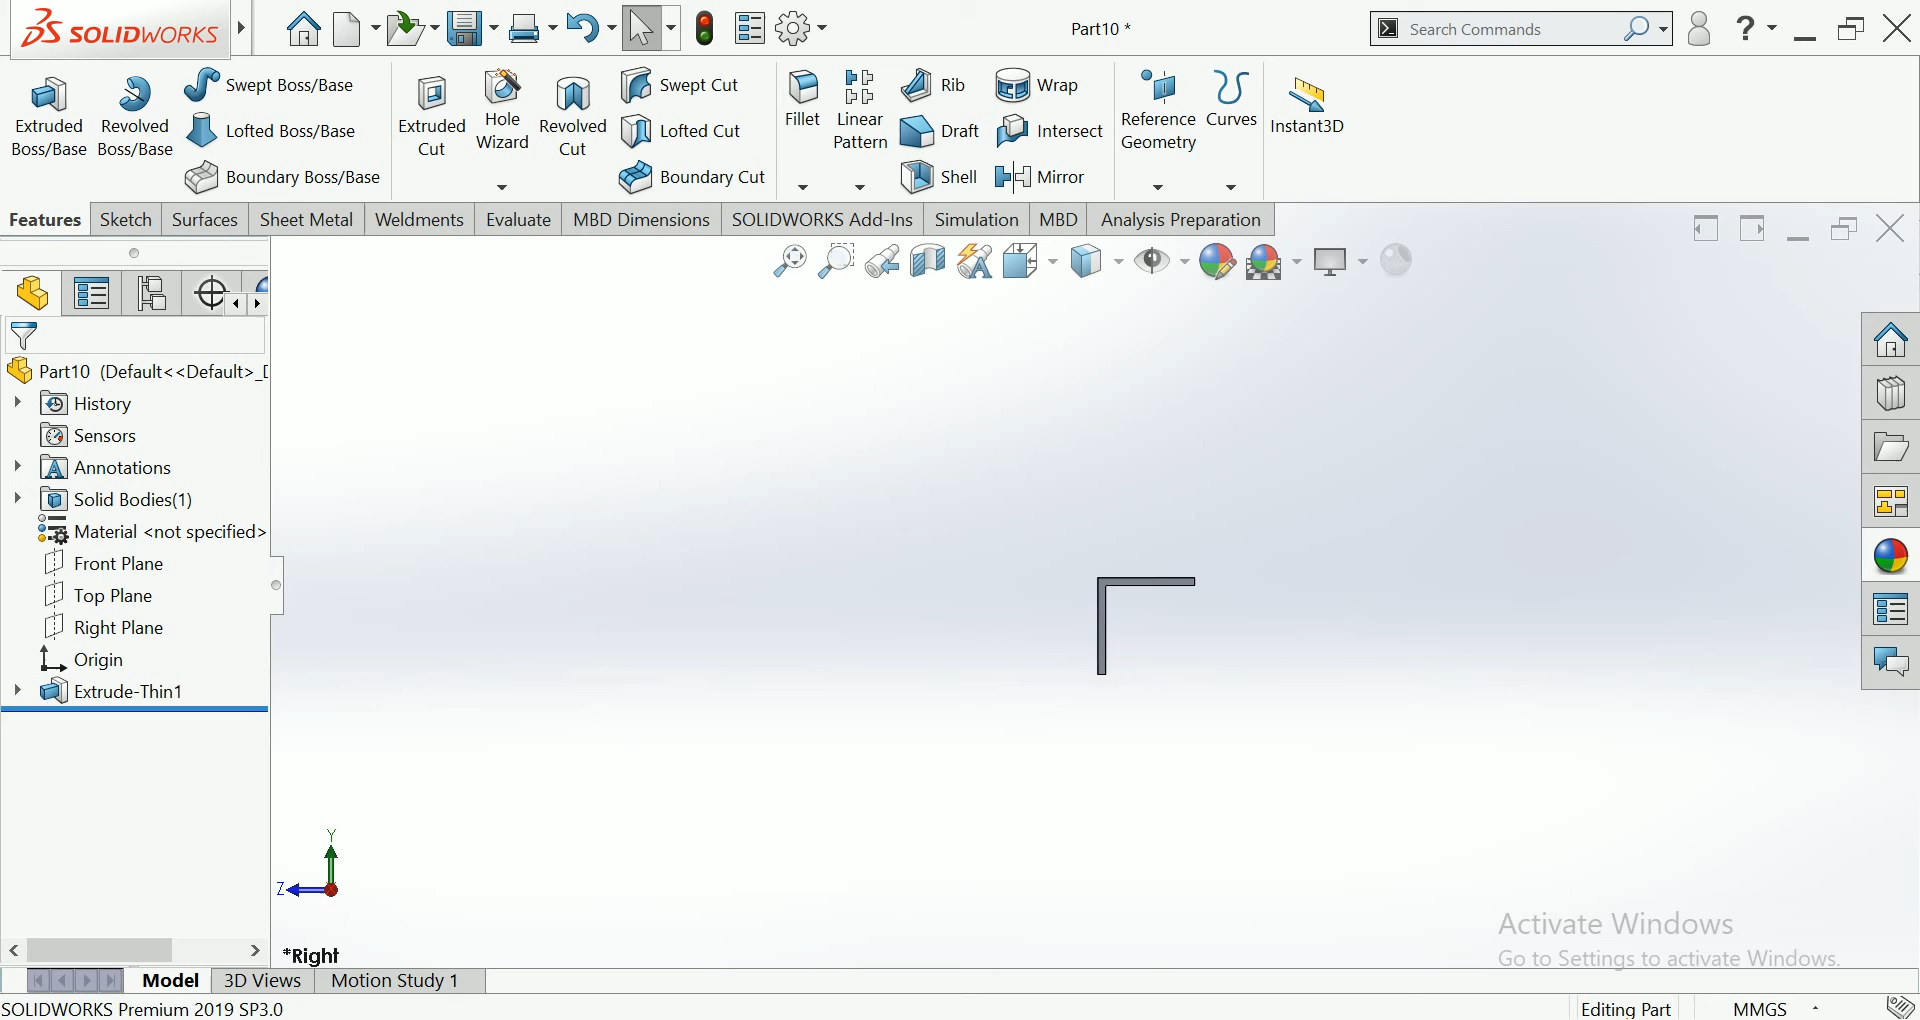 SOLIDWORKS
Part10 *
Search Commands
?
Extruded Boss/Base
Revolved Boss/Base
Swept Boss/Base
Lofted Boss/Base
Boundary Boss/Base
Extruded Cut
Hole Wizard
Revolved Cut
Swept Cut
Lofted Cut
Boundary Cut
Fillet
Linear Pattern
Rib
Draft
Shell
Wrap
Intersect
Mirror
Reference Geometry
Curves
Instant3D
Features
Sketch
Surfaces
Sheet Metal
Weldments
Evaluate
MBD Dimensions
SOLIDWORKS Add-Ins
Simulation
MBD
Analysis Preparation
Part10 (Default<<Default>_D
History
Sensors
Annotations
Solid Bodies(1)
Material <not specified>
Front Plane
Top Plane
Right Plane
Origin
Extrude-Thin1
Y
Z
*Right
Activate Windows
Go to Settings to activate Windows.
Model
3D Views
Motion Study 1
SOLIDWORKS Premium 2019 SP3.0
Editing Part
MMGS